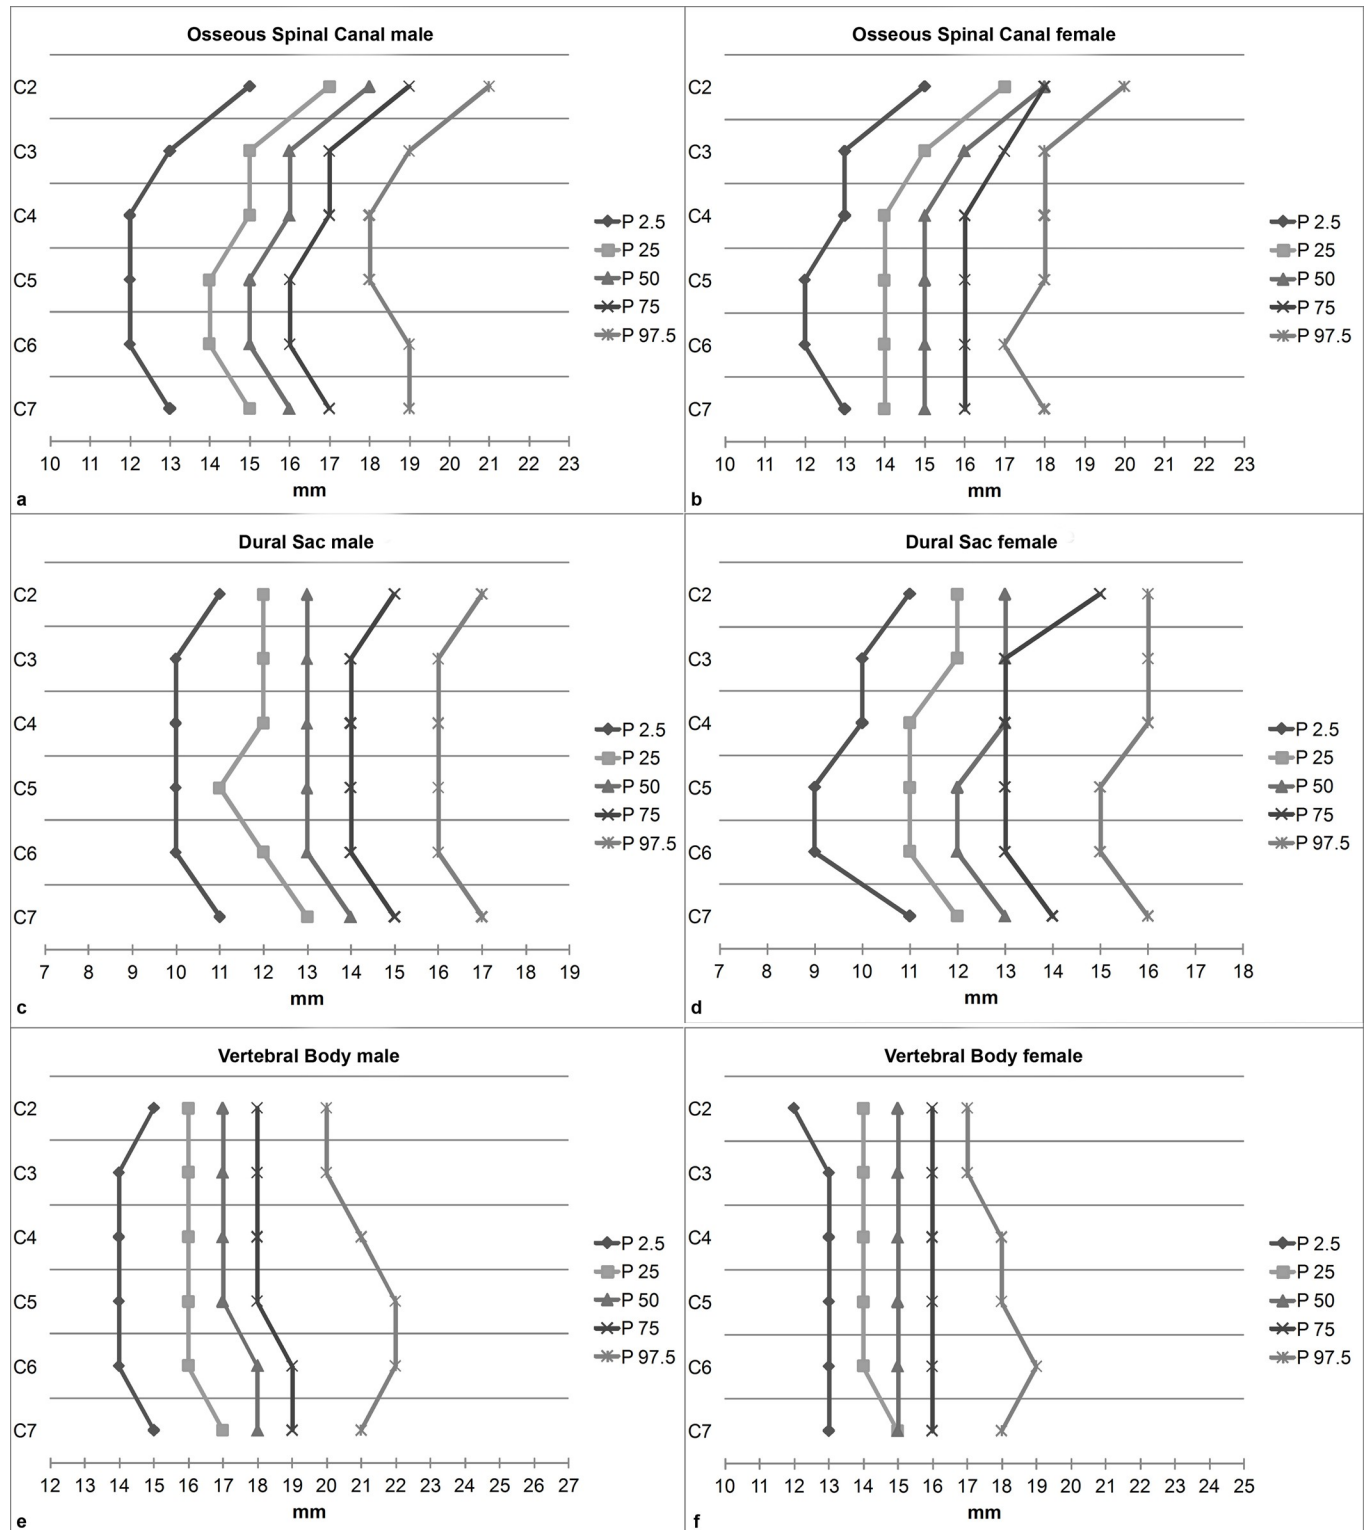 Osseous Spinal Canal male
C2
C3
C4
C5
C6
C7
P 2.5
P 25
P 50
P 75
P 97.5
10 11 12 13 14 15 16 17 18 19 20 21 22 23
mm
a
Osseous Spinal Canal female
C2
C3
C4
C5
C6
C7
P 2.5
P 25
P 50
P 75
P 97.5
10 11 12 13 14 15 16 17 18 19 20 21 22 23
mm
b
Dural Sac male
C2
C3
C4
C5
C6
C7
P 2.5
P 25
P 50
P 75
P 97.5
7 8 9 10 11 12 13 14 15 16 17 18 19
mm
c
Dural Sac female
C2
C3
C4
C5
C6
C7
P 2.5
P 25
P 50
P 75
P 97.5
7 8 9 10 11 12 13 14 15 16 17 18
mm
d
Vertebral Body male
C2
C3
C4
C5
C6
C7
P 2.5
P 25
P 50
P 75
P 97.5
12 13 14 15 16 17 18 19 20 21 22 23 24 25 26 27
mm
e
Vertebral Body female
C2
C3
C4
C5
C6
C7
P 2.5
P 25
P 50
P 75
P 97.5
10 11 12 13 14 15 16 17 18 19 20 21 22 23 24 25
mm
f